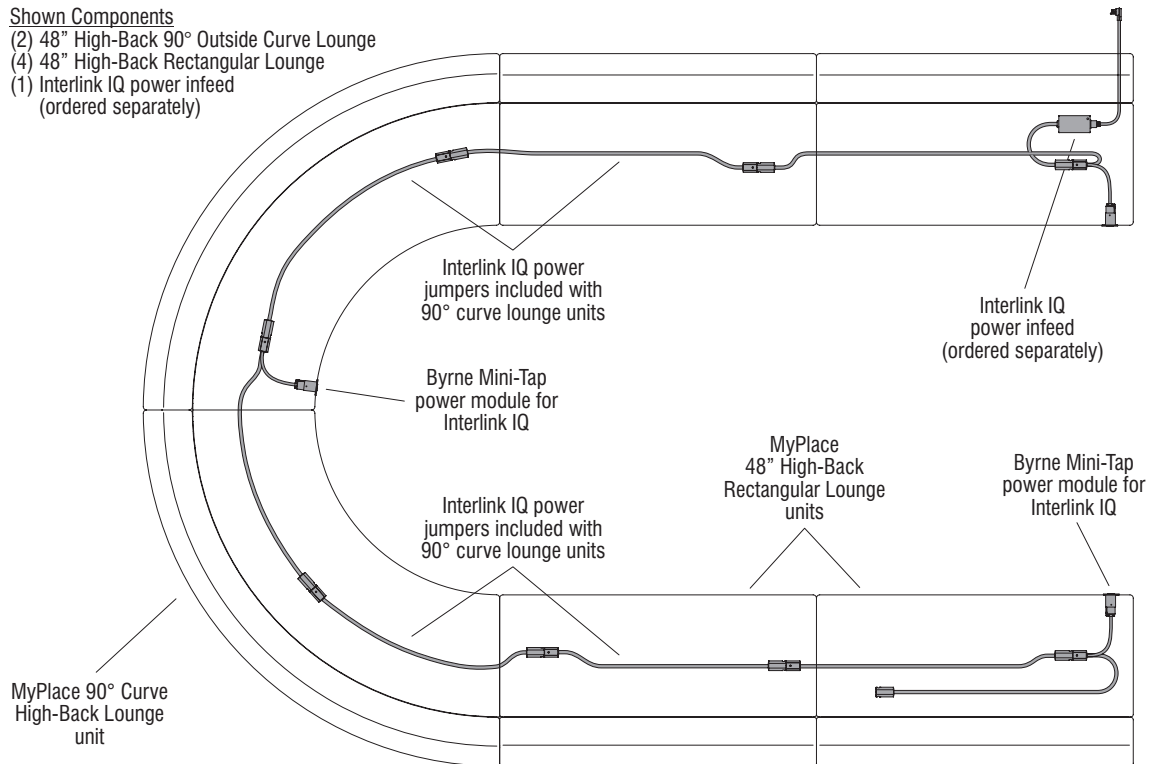 Shown Components
(2) 48” High-Back 90° Outside Curve Lounge
(4) 48” High-Back Rectangular Lounge
(1) Interlink IQ power infeed
(ordered separately)
Interlink IQ power
jumpers included with
90° curve lounge units
Interlink IQ
power infeed
(ordered separately)
Byrne Mini-Tap
power module for
Interlink IQ
MyPlace
48” High-Back
Rectangular Lounge
units
Byrne Mini-Tap
power module for
Interlink IQ
Interlink IQ power
jumpers included with
90° curve lounge units
MyPlace 90° Curve
High-Back Lounge
unit